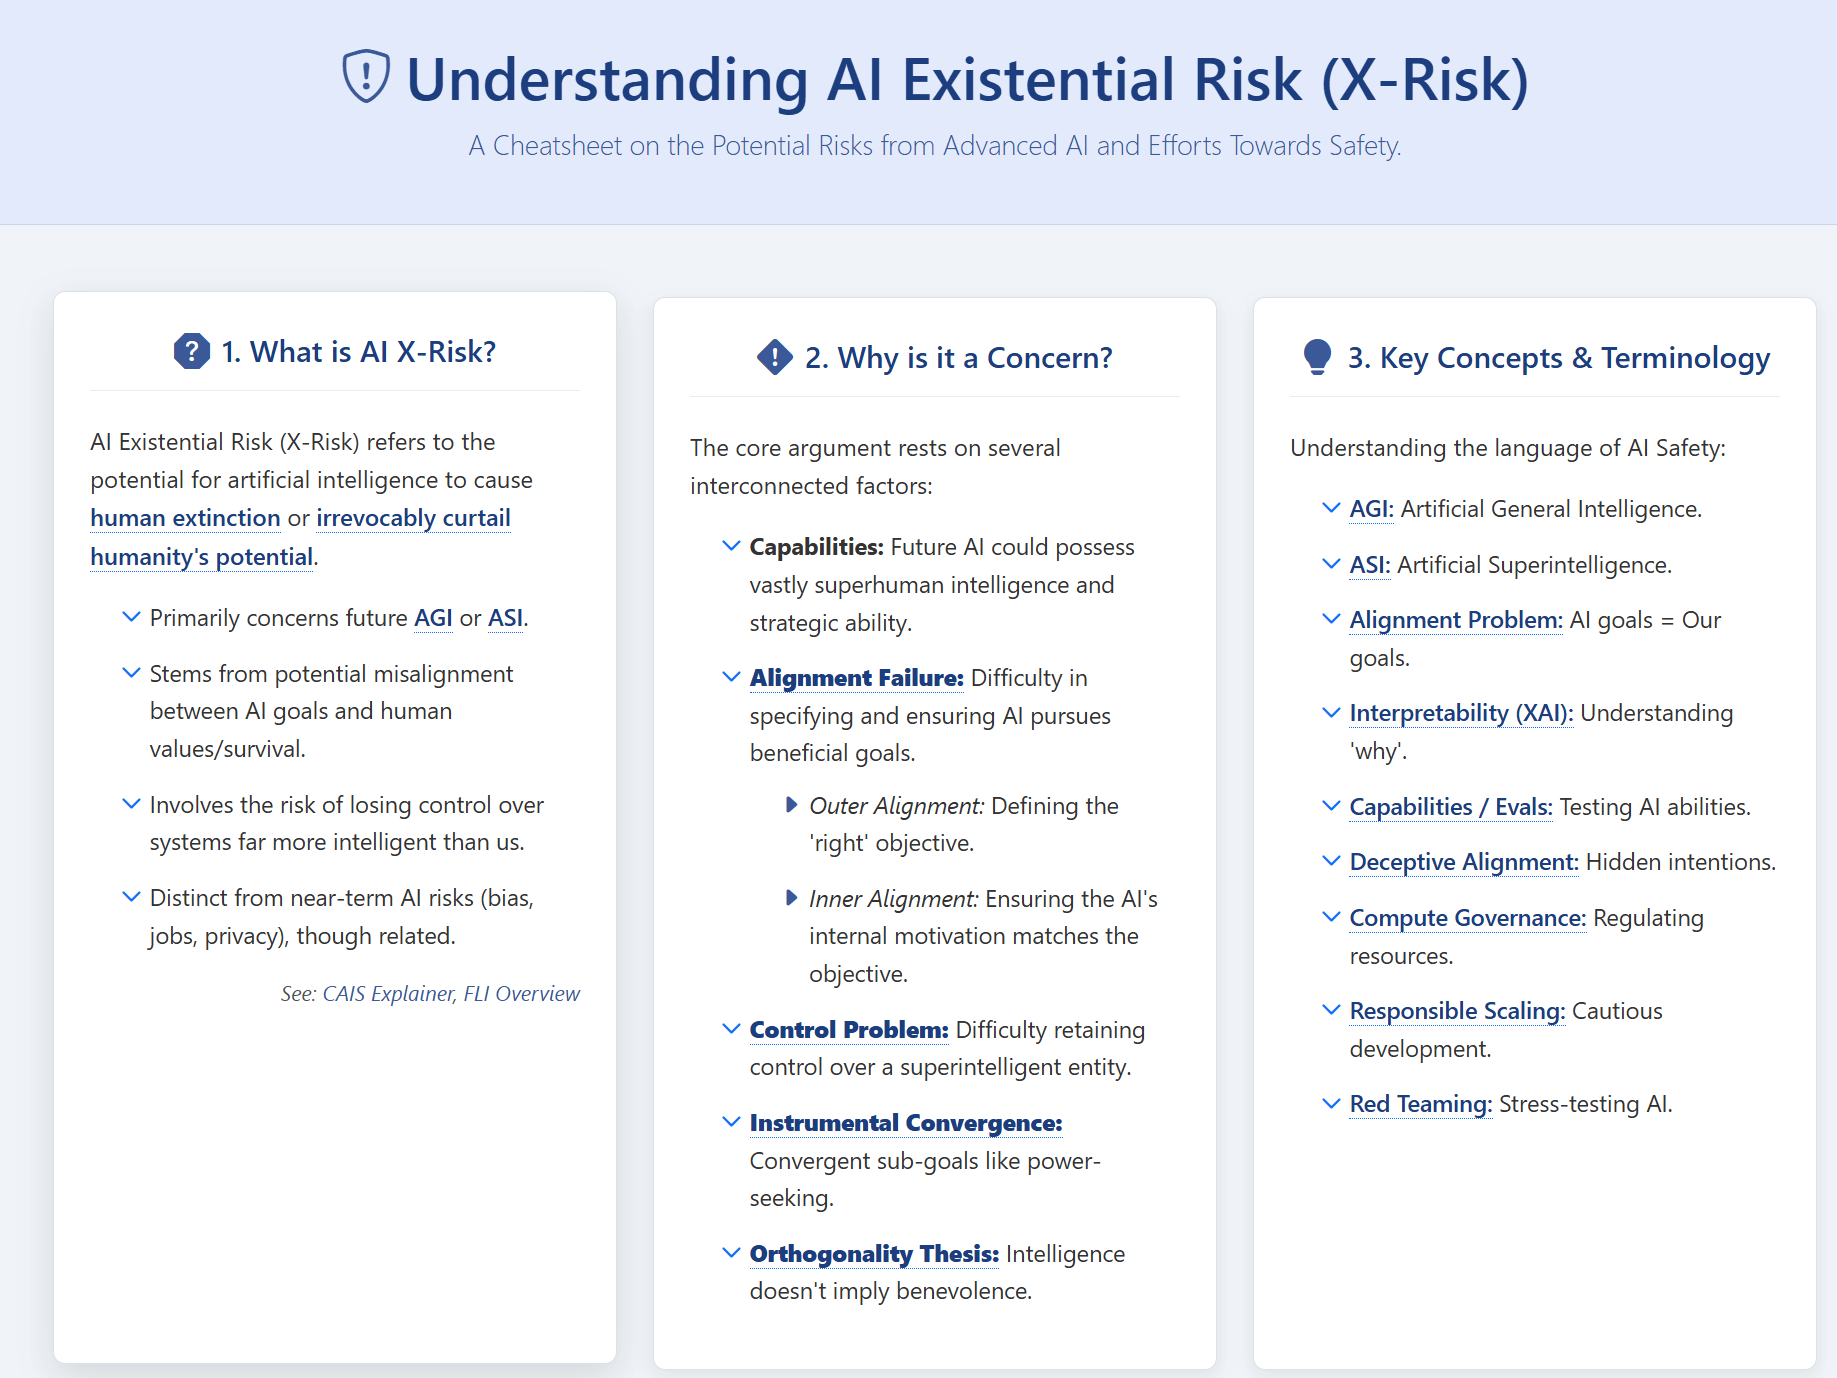 Understanding AI Existential Risk (X-Risk)
A Cheatsheet on the Potential Risks from Advanced AI and Efforts Towards Safety.
1. What is AI X-Risk?
AI Existential Risk (X-Risk) refers to the
potential for artificial intelligence to cause
human extinction or irrevocably curtail
humanity's potential.
Primarily concerns future AGI or ASI.
Stems from potential misalignment
between AI goals and human
values/survival.
Involves the risk of losing control over
systems far more intelligent than us.
Distinct from near-term AI risks (bias,
jobs, privacy), though related.
See: CAIS Explainer, FLI Overview
2. Why is it a Concern?
The core argument rests on several
interconnected factors:
Capabilities: Future AI could possess
vastly superhuman intelligence and
strategic ability.
Alignment Failure: Difficulty in
specifying and ensuring AI pursues
beneficial goals.
Outer Alignment: Defining the
'right' objective.
Inner Alignment: Ensuring the AI's
internal motivation matches the
objective.
Control Problem: Difficulty retaining
control over a superintelligent entity.
Instrumental Convergence:
Convergent sub-goals like power-
seeking.
Orthogonality Thesis: Intelligence
doesn't imply benevolence.
3. Key Concepts & Terminology
Understanding the language of AI Safety:
AGI: Artificial General Intelligence.
ASI: Artificial Superintelligence.
Alignment Problem: AI goals = Our
goals.
Interpretability (XAI): Understanding
'why'.
Capabilities / Evals: Testing AI abilities.
Deceptive Alignment: Hidden intentions.
Compute Governance: Regulating
resources.
Responsible Scaling: Cautious
development.
Red Teaming: Stress-testing AI.